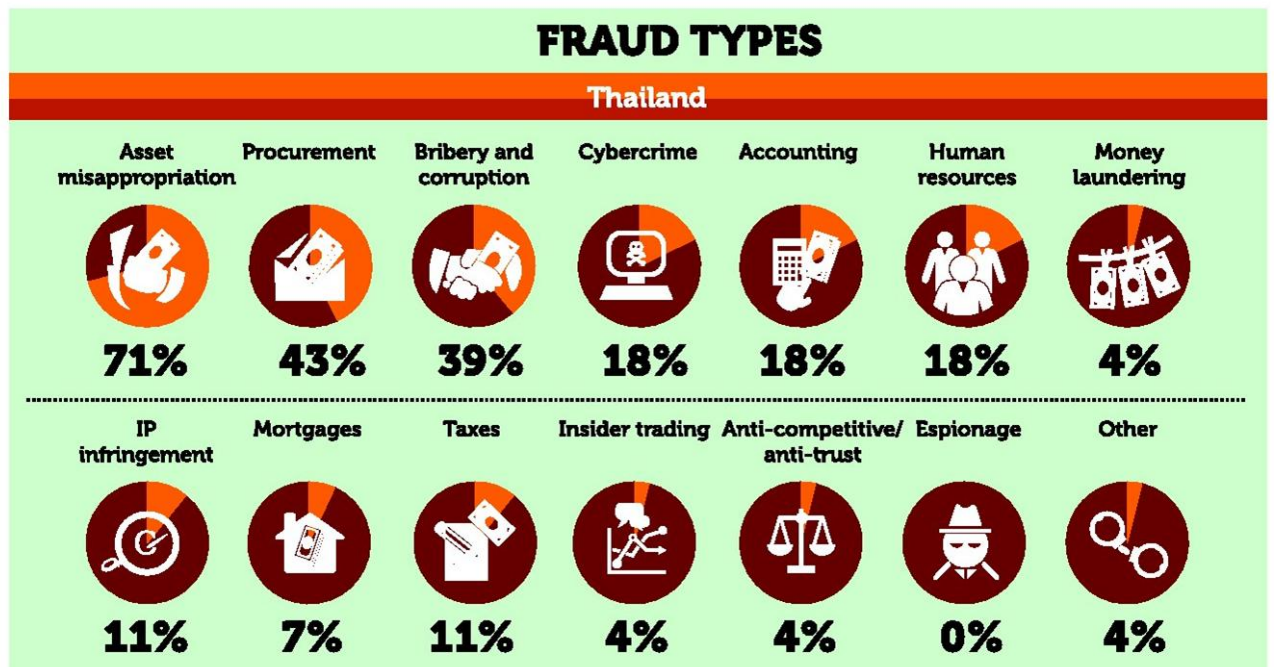 FRAUD TYPES
Thailand
Asset
misappropriation
Procurement
Bribery and
corruption
Cybercrime
Accounting
Human
resources
Money
laundering
71%
43%
39%
18%
18%
18%
4%
IP
infringement
Mortgages
Taxes
Insider trading
Anti-competitive/
anti-trust
Espionage
Other
11%
7%
11%
4%
4%
0%
4%